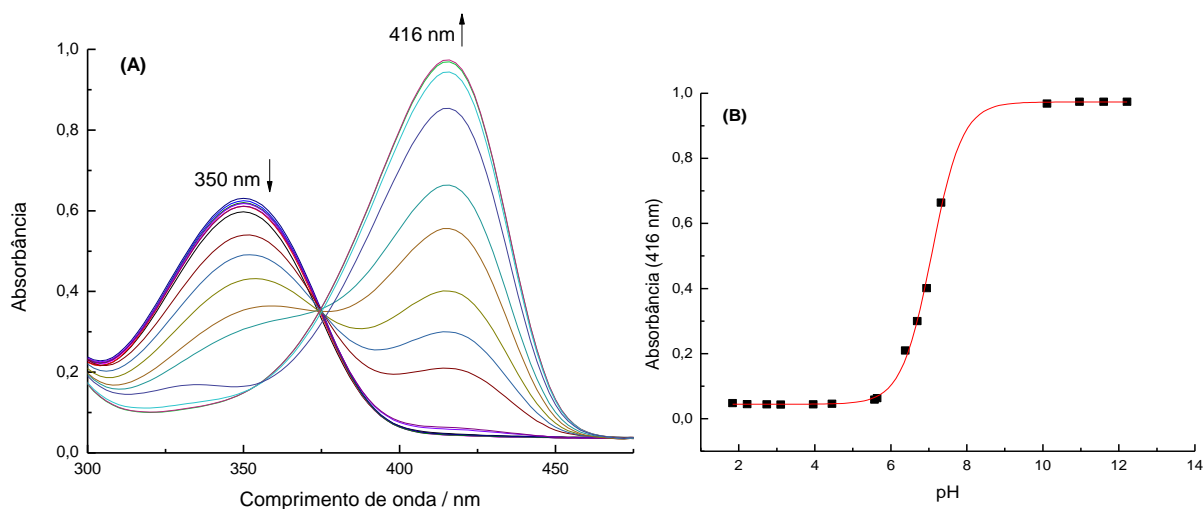 (A)
416 nm
350 nm
Absorbância
1,0
0,8
0,6
0,4
0,2
0,0
300 350 400 450
Comprimento de onda / nm
(B)
Absorbância (416 nm)
1,0
0,8
0,6
0,4
0,2
0,0
2 4 6 8 10 12 14
pH